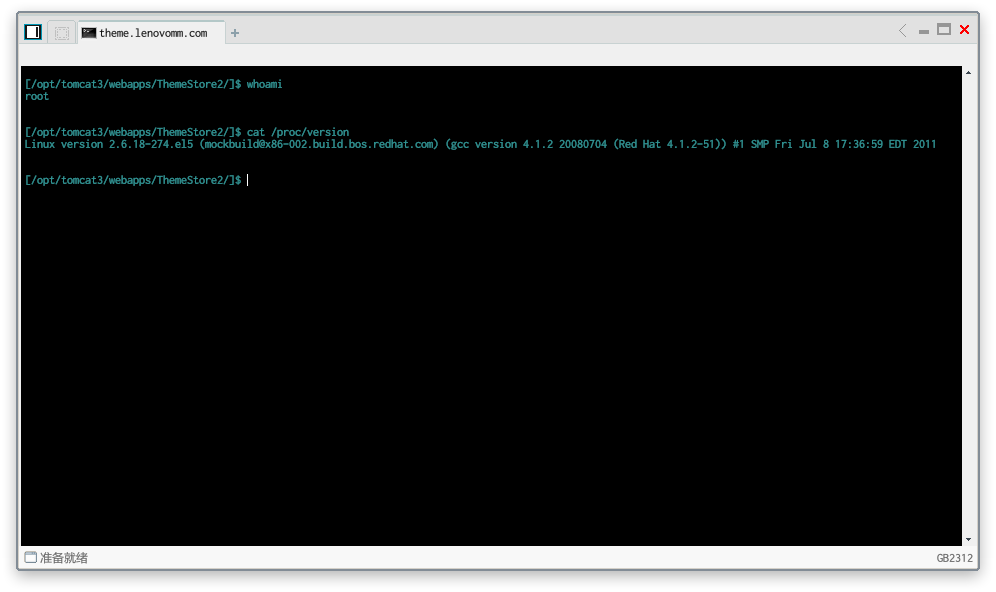 theme.lenovomm.com
[/opt/tomcat3/webapps/ThemeStore2/]$ whoami
root
[/opt/tomcat3/webapps/ThemeStore2/]$ cat /proc/version
Linux version 2.6.18-274.el5 (mockbuild@x86-002.build.bos.redhat.com) (gcc version 4.1.2 20080704 (Red Hat 4.1.2-51)) #1 SMP Fri Jul 8 17:36:59 EDT 2011
[/opt/tomcat3/webapps/ThemeStore2/]$
准备就绪
GB2312